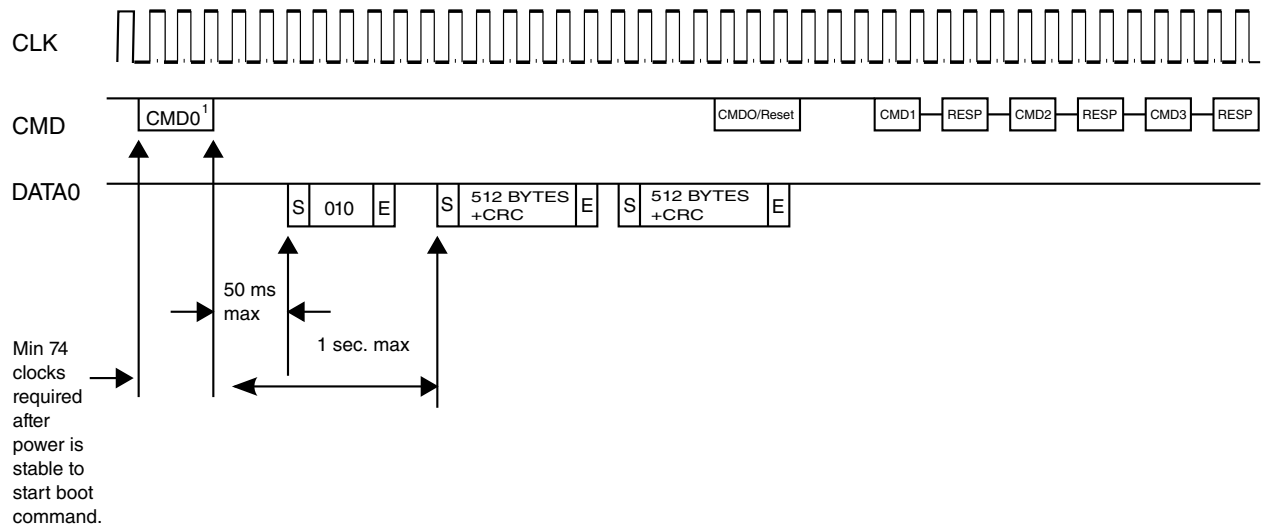 CLK
CMD
CMD0¹
CMDO/Reset
CMD1
RESP
CMD2
RESP
CMD3
RESP
DATA0
S
010
E
S
512 BYTES
+CRC
E
S
512 BYTES
+CRC
E
50 ms
max
1 sec. max
Min 74
clocks
required
after
power is
stable to
start boot
command.